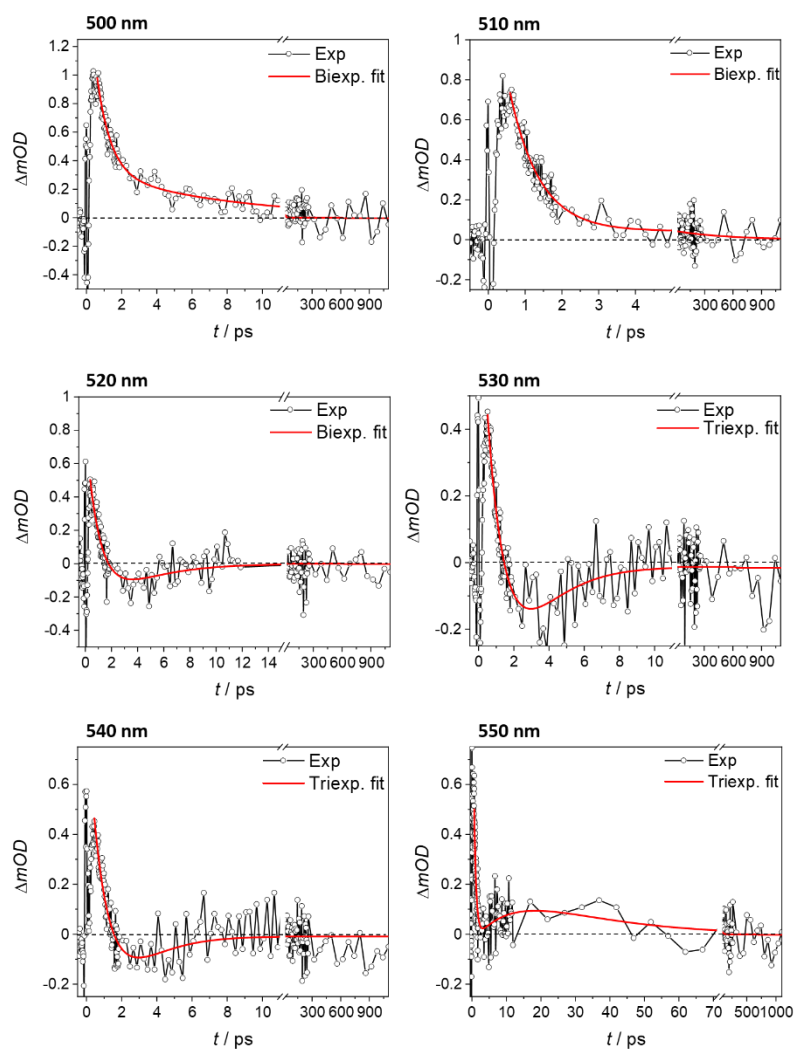 500 nm
Exp
Biexp. fit
1.2
1.0
0.8
0.6
0.4
0.2
0
-0.2
-0.4
ΔmOD
0 2 4 6 8 10 300 600 900
t / ps
510 nm
Exp
Biexp. fit
0.8
0.6
0.4
0.2
0
-0.2
ΔmOD
0 1 2 3 4 300 600 900
t / ps
520 nm
Exp
Biexp. fit
1
0.8
0.6
0.4
0.2
0
-0.2
-0.4
ΔmOD
0 2 4 6 8 10 12 14 300 600 900
t / ps
530 nm
Exp
Triexp. fit
0.4
0.2
0
-0.2
ΔmOD
0 2 4 6 8 10 300 600 900
t / ps
540 nm
Exp
Triexp. fit
0.6
0.4
0.2
0
-0.2
ΔmOD
0 2 4 6 8 10 300 600 900
t / ps
550 nm
Exp
Triexp. fit
0.6
0.4
0.2
0
-0.2
ΔmOD
0 10 20 30 40 50 60 70 500 1000
t / ps